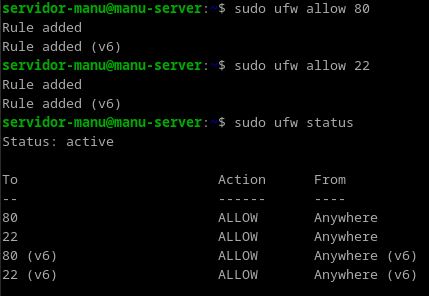 servidor-manu@manu-server:~$ sudo ufw allow 80
Rule added
Rule added (v6)
servidor-manu@manu-server:~$ sudo ufw allow 22
Rule added
Rule added (v6)
servidor-manu@manu-server:~$ sudo ufw status
Status: active

To                         Action      From
--                         ------      ----
80                         ALLOW       Anywhere
22                         ALLOW       Anywhere
80 (v6)                    ALLOW       Anywhere (v6)
22 (v6)                    ALLOW       Anywhere (v6)